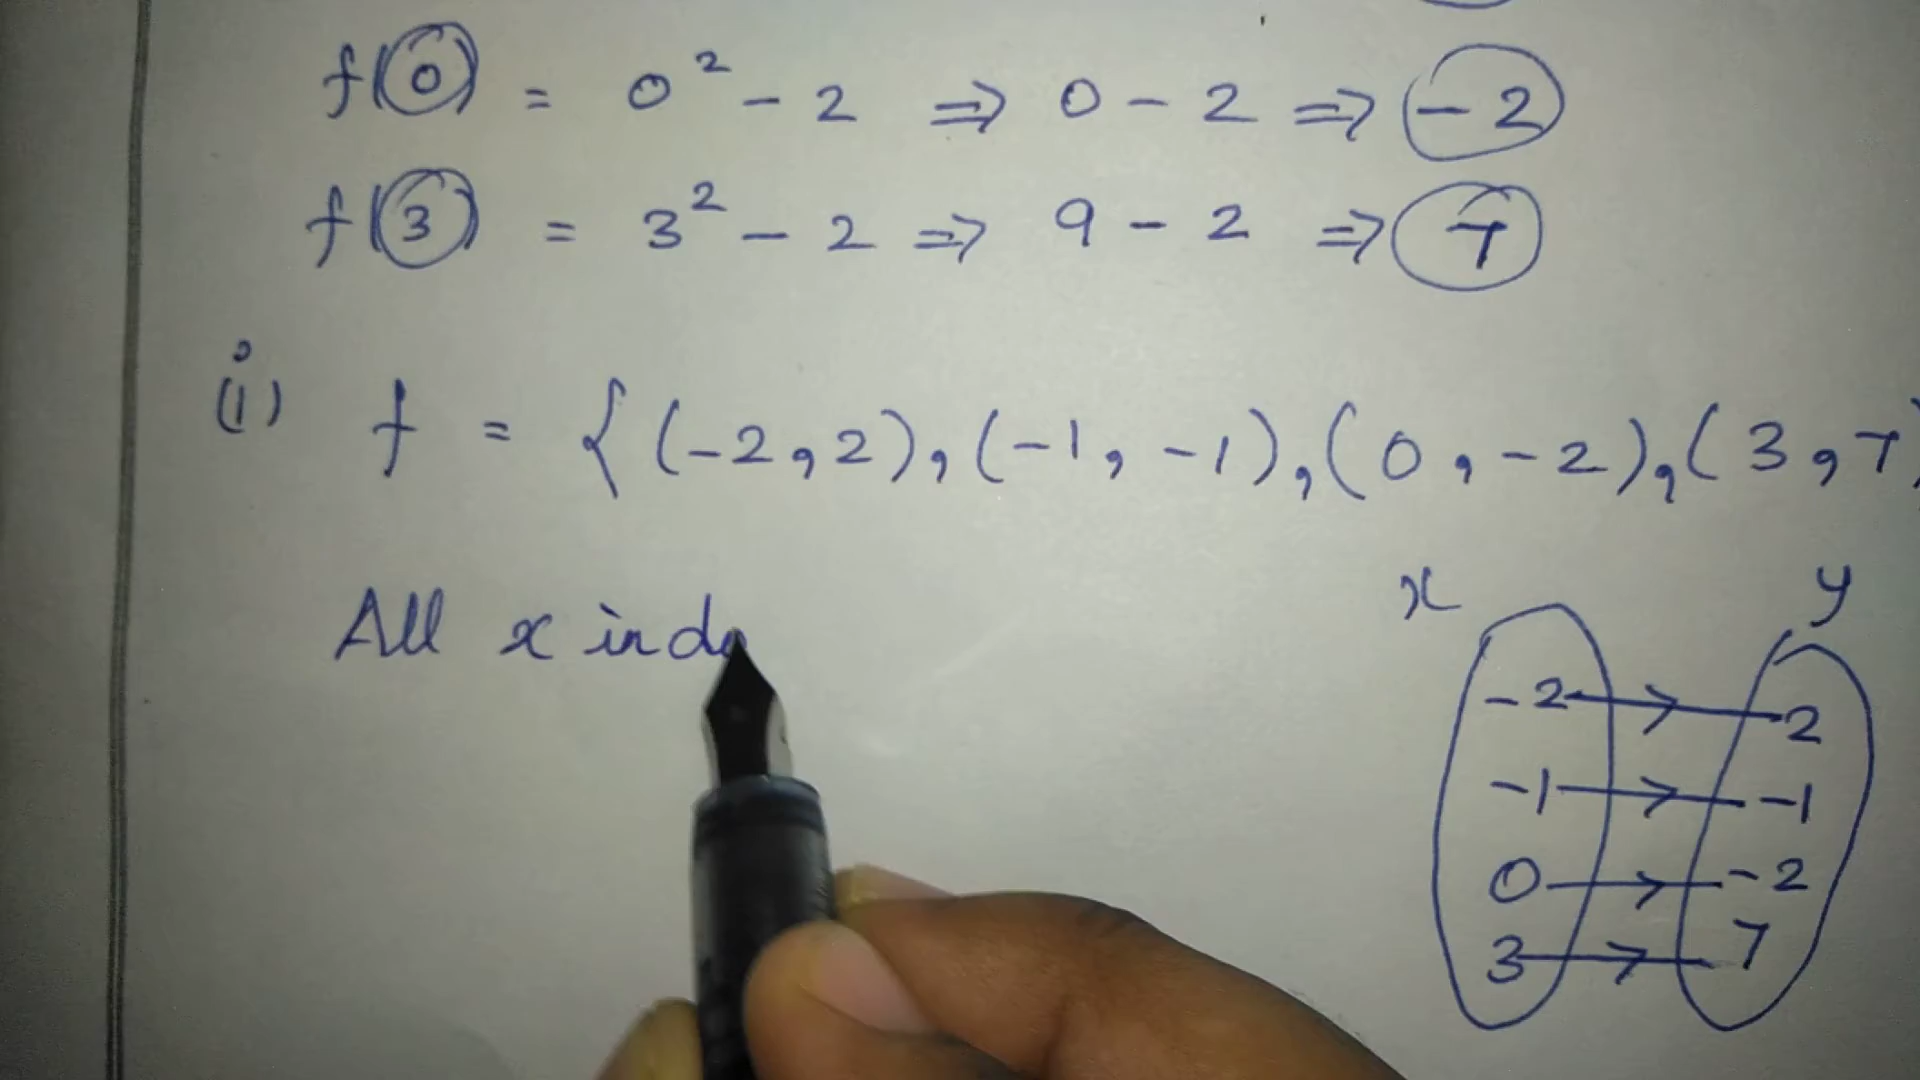 f(0) = 0² - 2 ⇒ 0 - 2 ⇒ -2
f(3) = 3² - 2 ⇒ 9 - 2 ⇒ 7
(i) f = {(-2,2),(-1,-1),(0,-2),(3,7)
x y
All x in do
-2 → 2
-1 → -1
0 → -2
3 → 7